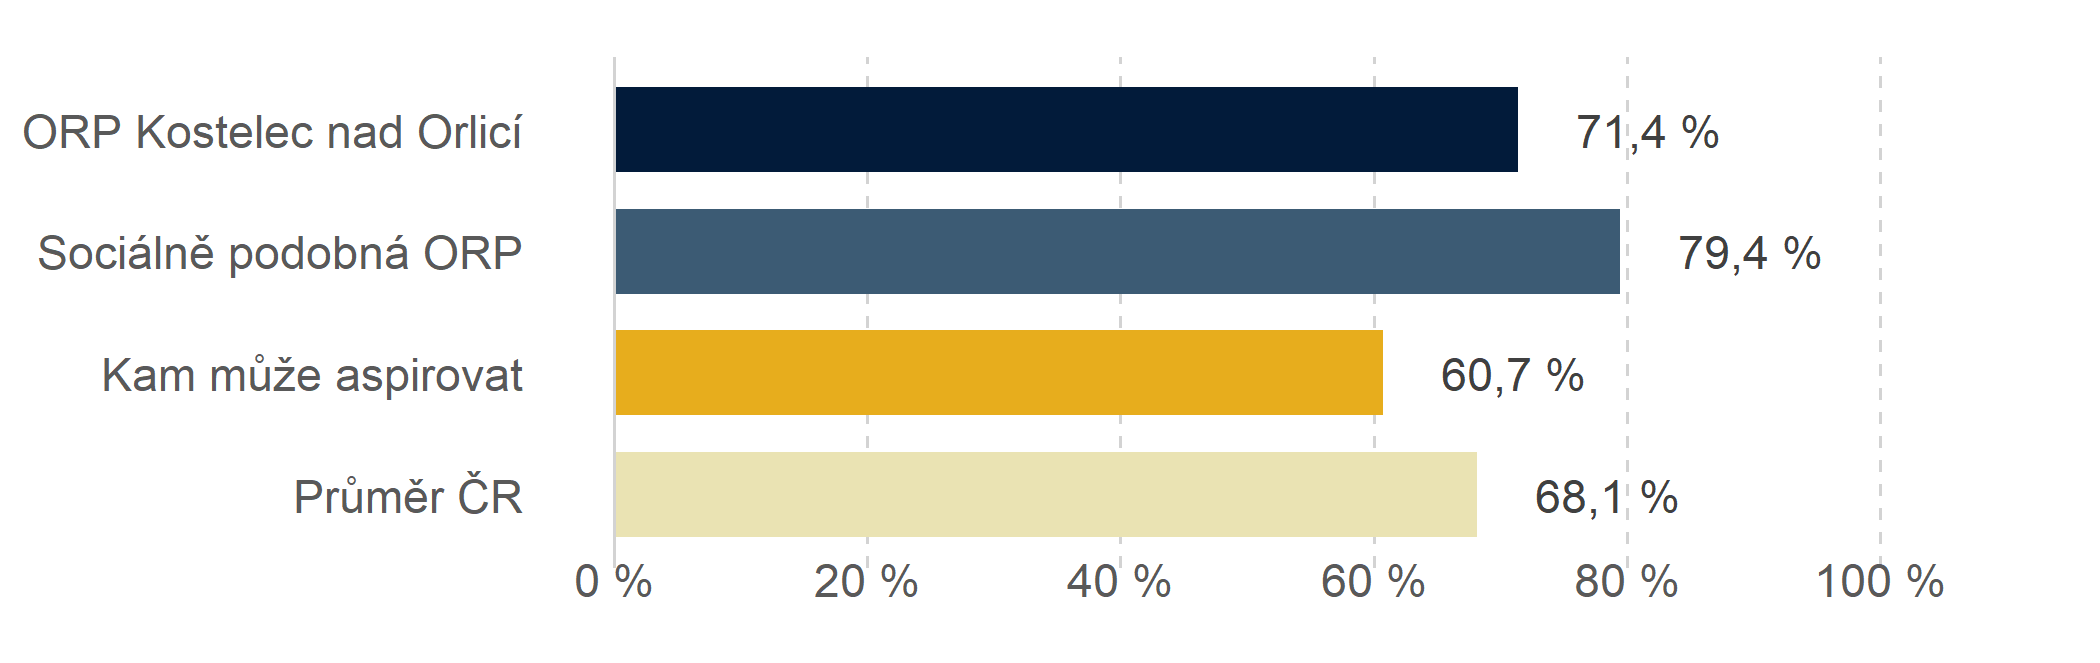 ORP Kostelec nad Orlicí 71,4 %
Sociálně podobná ORP 79,4 %
Kam může aspirovat 60,7 %
Průměr ČR 68,1 %
0 % 20 % 40 % 60 % 80 % 100 %